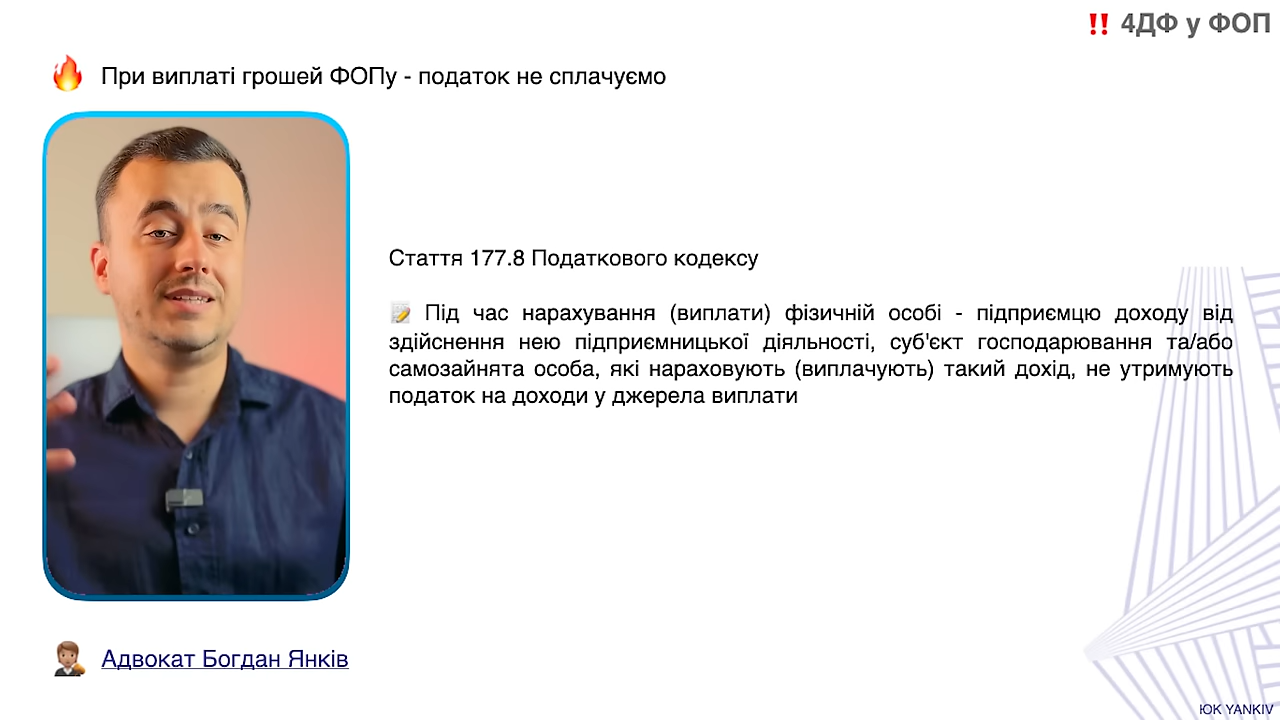 ‼️ 4ДФ у ФОП
🔥 При виплаті грошей ФОПу - податок не сплачуємо
Стаття 177.8 Податкового кодексу
📝 Під час нарахування (виплати) фізичній особі - підприємцю доходу від
здійснення нею підприємницької діяльності, суб'єкт господарювання та/або
самозайнята особа, які нараховують (виплачують) такий дохід, не утримують
податок на доходи у джерела виплати
Адвокат Богдан Янків
ЮК YANKIV